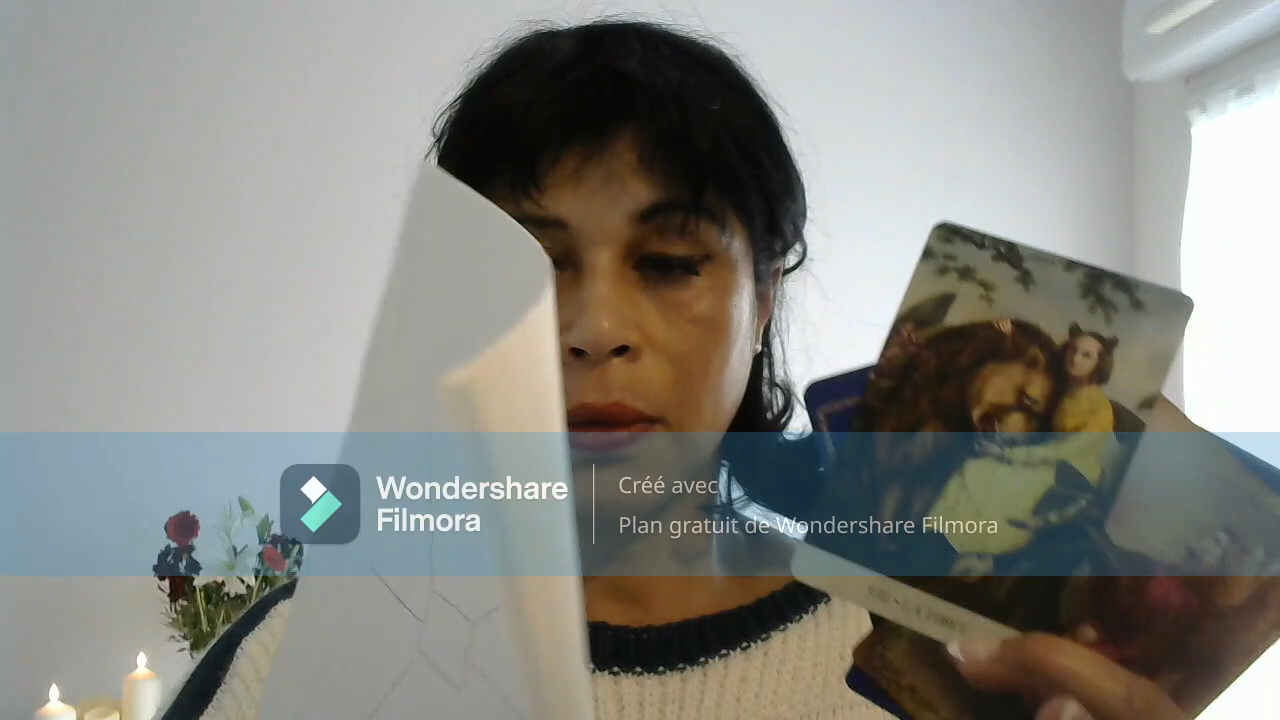 Wondershare
Filmora
Créé avec
Plan gratuit de Wondershare Filmora